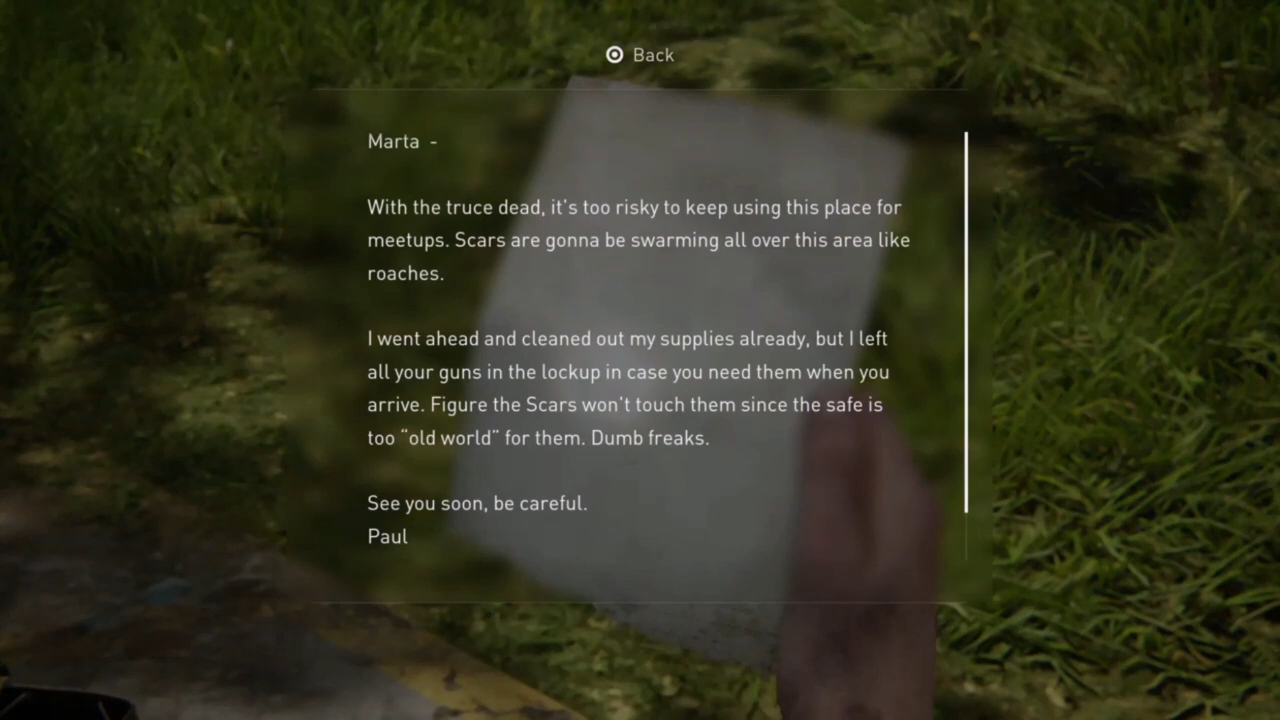 Back
Marta -
With the truce dead, it's too risky to keep using this place for
meetups. Scars are gonna be swarming all over this area like
roaches.
I went ahead and cleaned out my supplies already, but I left
all your guns in the lockup in case you need them when you
arrive. Figure the Scars won't touch them since the safe is
too “old world” for them. Dumb freaks.
See you soon, be careful.
Paul